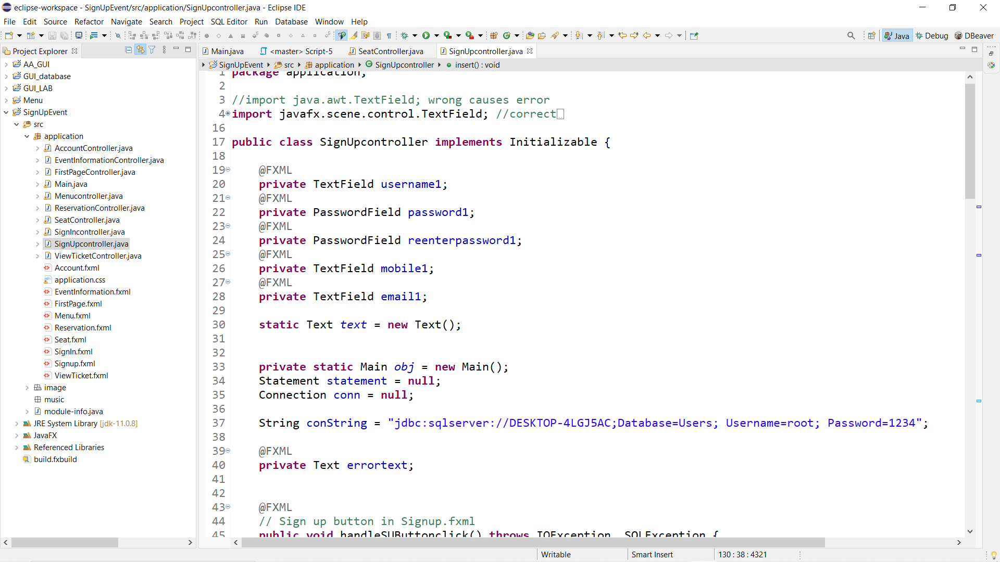 eclipse-workspace - SignUpEvent/src/application/SignUpcontroller.java - Eclipse IDE
File Edit Source Refactor Navigate Search Project SQL Editor Run Database Window Help
Java Debug DBeaver
Project Explorer
Main.java <master> Script-5 SeatController.java SignUpcontroller.java
SignUpEvent src application SignUpcontroller insert() : void
AA_GUI
GUI_database
GUI_LAB
Menu
SignUpEvent
src
application
AccountController.java
EventInformationController.java
FirstPageController.java
Main.java
Menucontroller.java
ReservationController.java
SeatController.java
SignIncontroller.java
SignUpcontroller.java
ViewTicketController.java
Account.fxml
application.css
EventInformation.fxml
FirstPage.fxml
Menu.fxml
Reservation.fxml
Seat.fxml
SignIn.fxml
Signup.fxml
ViewTicket.fxml
image
music
module-info.java
JRE System Library [jdk-11.0.8]
JavaFX
Referenced Libraries
build.fxbuild
1 package application;
2
3 //import java.awt.TextField; wrong causes error
4 import javafx.scene.control.TextField; //correct
16
17 public class SignUpcontroller implements Initializable {
18
19 @FXML
20 private TextField username1;
21 @FXML
22 private PasswordField password1;
23 @FXML
24 private PasswordField reenterpassword1;
25 @FXML
26 private TextField mobile1;
27 @FXML
28 private TextField email1;
29
30 static Text text = new Text();
31
32
33 private static Main obj = new Main();
34 Statement statement = null;
35 Connection conn = null;
36
37 String conString = "jdbc:sqlserver://DESKTOP-4LGJ5AC;Database=Users; Username=root; Password=1234";
38
39 @FXML
40 private Text errortext;
41
42
43 @FXML
44 // Sign up button in Signup.fxml
45 public void handleSUButtonclick() throws IOException, SQLException {
Writable Smart Insert 130 : 38 : 4321